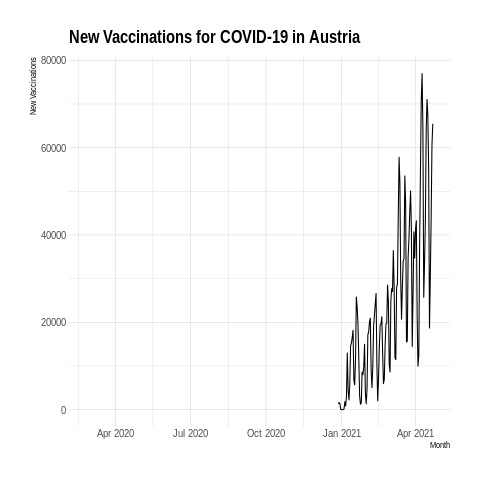 New Vaccinations for COVID-19 in Austria
New Vaccinations
80000
60000
40000
20000
0
Apr 2020 Jul 2020 Oct 2020 Jan 2021 Apr 2021
Month